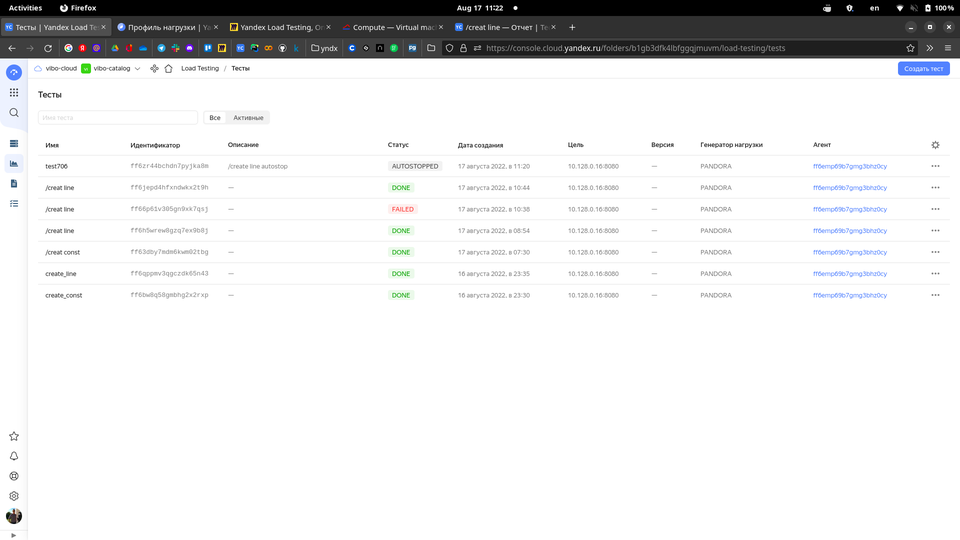 Activities
Firefox
Aug 17 11:22
en
100%
Тесты | Yandex Load Te
Профиль нагрузки | Ya
Yandex Load Testing, О
Compute — Virtual mac
/creat line — Отчет | Те
yndx
https://console.cloud.yandex.ru/folders/b1gb3dfk4lbfgqqjmuvm/load-testing/tests
vibo-cloud
vibo-catalog
Load Testing / Тесты
Создать тест
Тесты
Имя теста
Все Активные
Имя Идентификатор Описание Статус Дата создания Цель Версия Генератор нагрузки Агент
test706 ff6zr44bchdn7pyjka8m /create line autostop AUTOSTOPPED 17 августа 2022, в 11:20 10.128.0.16:8080 — PANDORA ff6emp69b7gmg3bhz0cy
/creat line ff6jepd4hfxndwkx2t9h — DONE 17 августа 2022, в 10:44 10.128.0.16:8080 — PANDORA ff6emp69b7gmg3bhz0cy
/creat line ff66p61v305gn9xk7qsj — FAILED 17 августа 2022, в 10:38 10.128.0.16:8080 — PANDORA ff6emp69b7gmg3bhz0cy
/creat line ff6h5wrew8gzq7ex9b8j — DONE 17 августа 2022, в 08:54 10.128.0.16:8080 — PANDORA ff6emp69b7gmg3bhz0cy
/creat const ff63dby7mdm6kwm02tbg — DONE 17 августа 2022, в 07:30 10.128.0.16:8080 — PANDORA ff6emp69b7gmg3bhz0cy
create_line ff6qppmv3qgczdk65n43 — DONE 16 августа 2022, в 23:35 10.128.0.16:8080 — PANDORA ff6emp69b7gmg3bhz0cy
create_const ff6bw8q58gmbhg2x2rxp — DONE 16 августа 2022, в 23:30 10.128.0.16:8080 — PANDORA ff6emp69b7gmg3bhz0cy